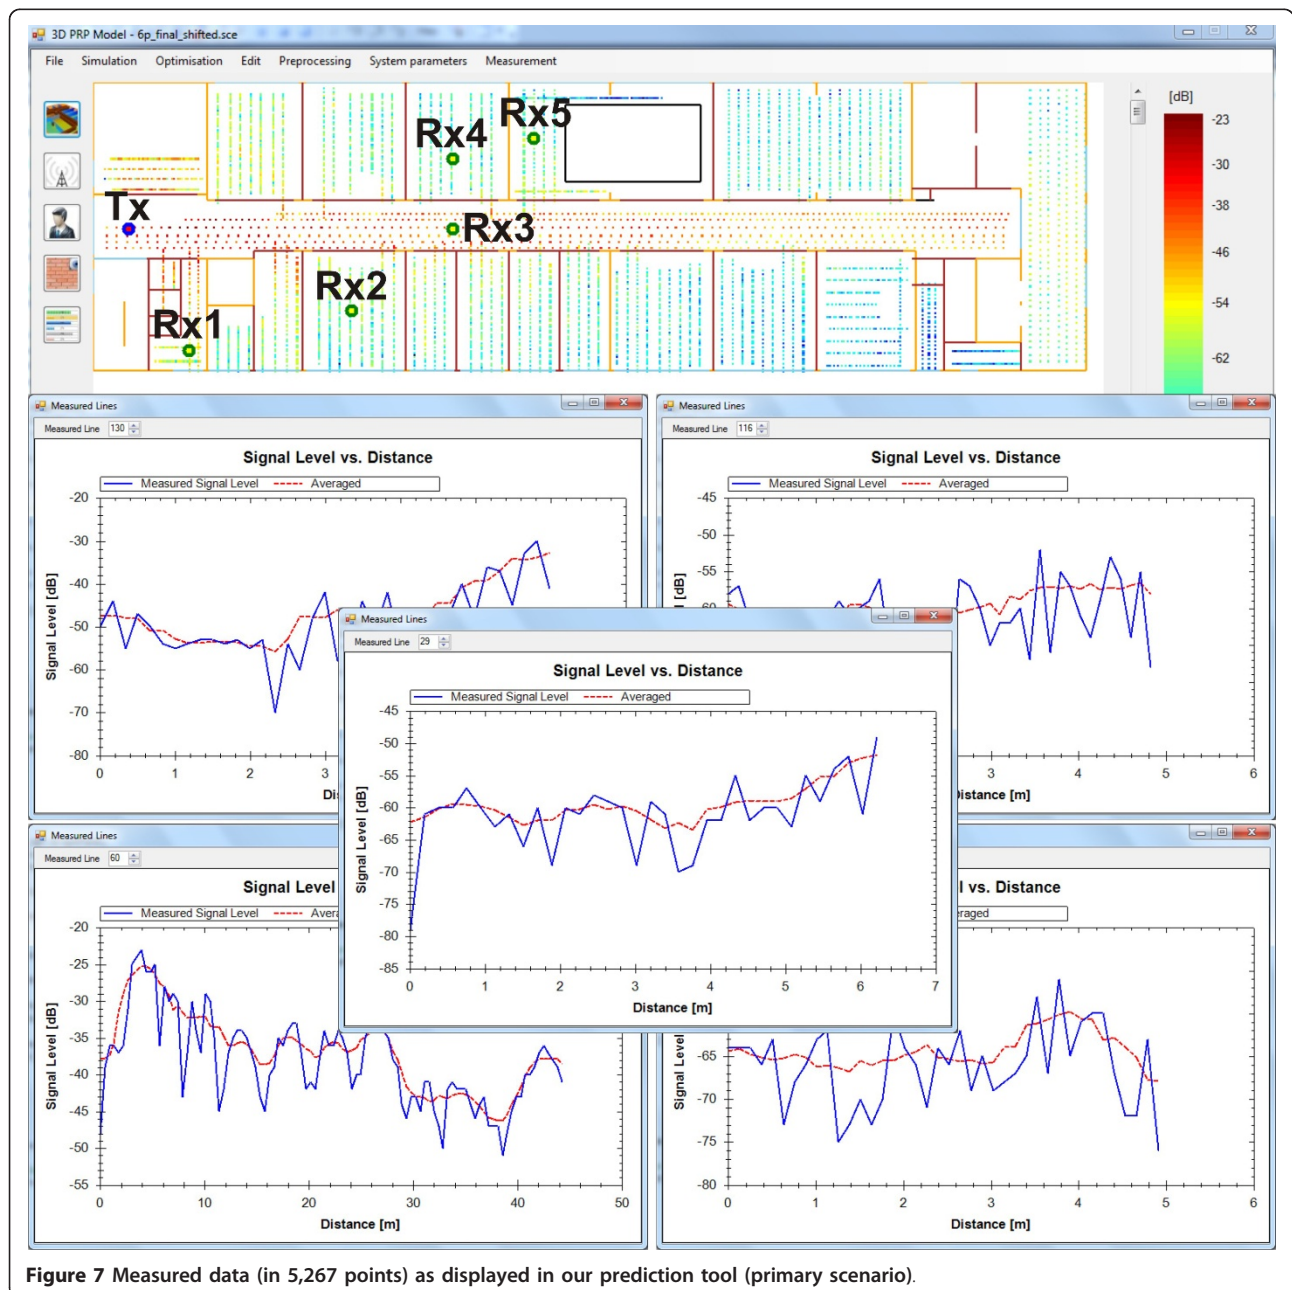 3D PRP Model - 6p_final_shifted.sce
File Simulation Optimisation Edit Preprocessing System parameters Measurement
[dB]
-23
-30
-38
-46
-54
-62
Tx
Rx1
Rx2
Rx3
Rx4
Rx5
Measured Lines
Measured Line 130
Signal Level vs. Distance
Measured Signal Level Averaged
Signal Level [dB]
-20
-30
-40
-50
-60
-70
-80
0 1 2 3
Measured Lines
Measured Line 116
Signal Level vs. Distance
Measured Signal Level Averaged
[dB]
-45
-50
-55
3 4 5 6
Distance [m]
Measured Lines
Measured Line 29
Signal Level vs. Distance
Measured Signal Level Averaged
Signal Level [dB]
-45
-50
-55
-60
-65
-70
-75
-80
-85
0 1 2 3 4 5 6 7
Distance [m]
Measured Lines
Measured Line 60
Signal Level
Measured Signal Level
Signal Level [dB]
-20
-25
-30
-35
-40
-45
-50
-55
0 10 20 30 40 50
Distance [m]
vs. Distance
Signal Level
-65
-70
-75
-80
0 1 2 3 4 5 6
Distance [m]
Figure 7 Measured data (in 5,267 points) as displayed in our prediction tool (primary scenario).